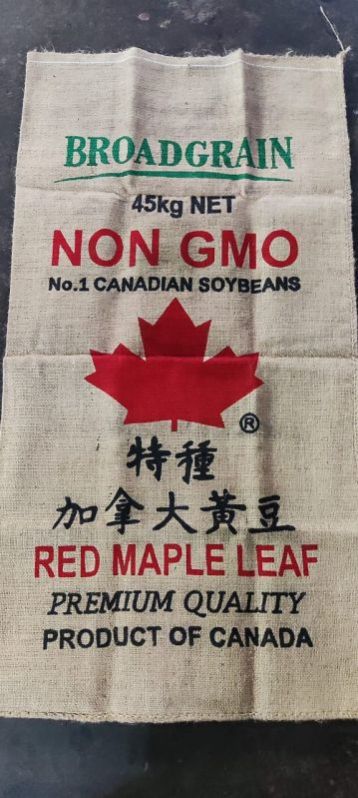 BROADGRAIN
45kg NET
NON GMO
No.1 CANADIAN SOYBEANS
®
特種
加拿大黃豆
RED MAPLE LEAF
PREMIUM QUALITY
PRODUCT OF CANADA